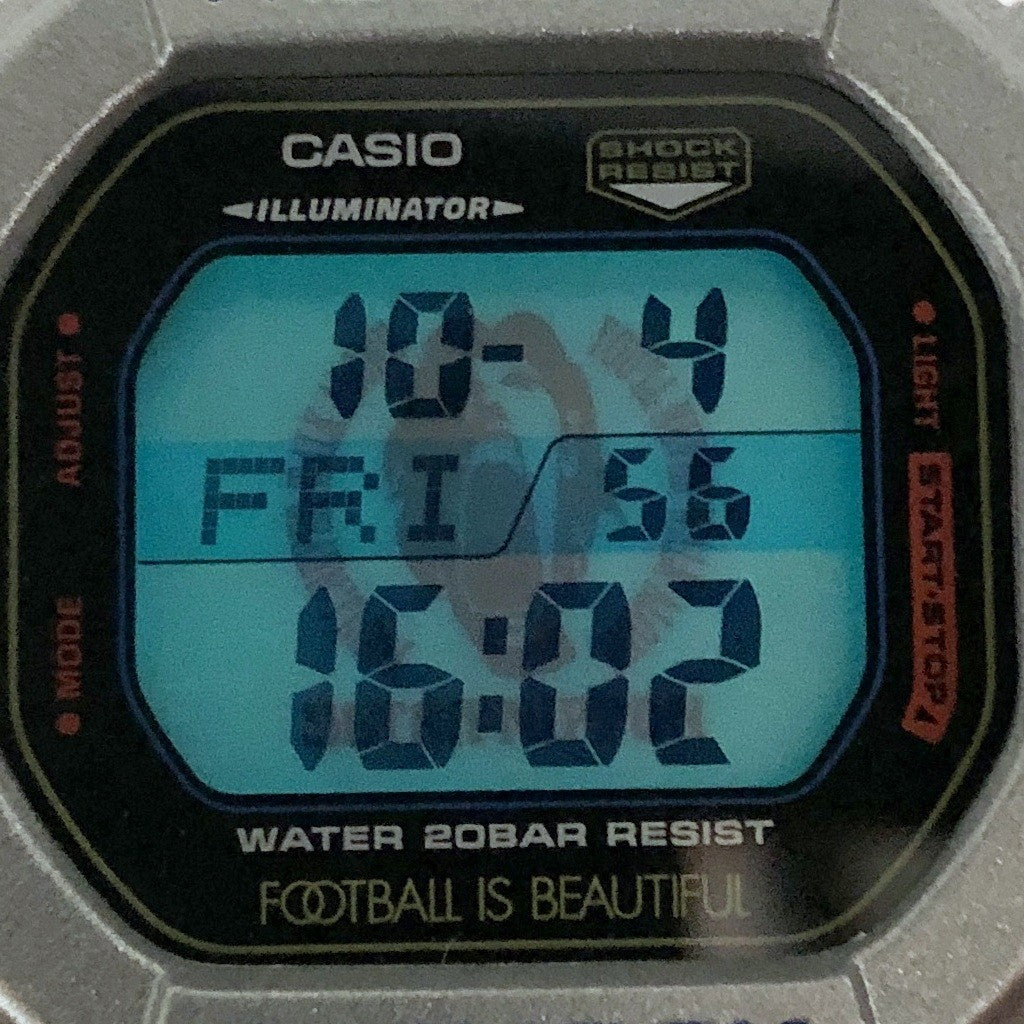 CASIO
SHOCK
RESIST
ILLUMINATOR
ADJUST
LIGHT
10-4
FRI 56
16:02
MODE
START·STOP
WATER 20BAR RESIST
FOOTBALL IS BEAUTIFUL